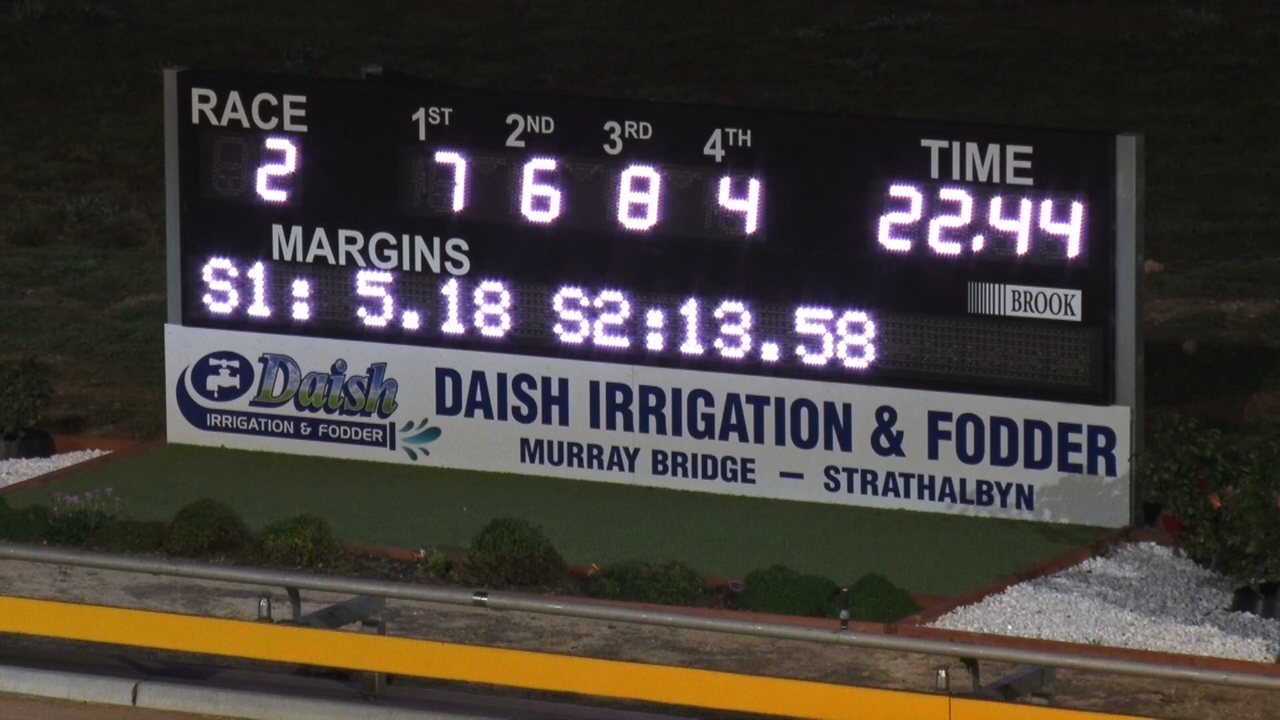 RACE 1ST 2ND 3RD 4TH TIME
2 7 6 8 4 22.44
MARGINS
S1: 5.18 S2:13.58
BROOK
Daish
IRRIGATION & FODDER
DAISH IRRIGATION & FODDER
MURRAY BRIDGE — STRATHALBYN